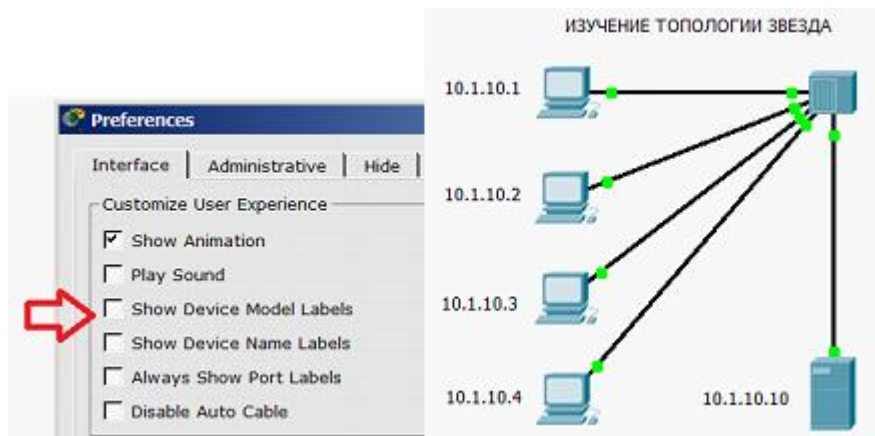 ИЗУЧЕНИЕ ТОПОЛОГИИ ЗВЕЗДА
Preferences
Interface Administrative Hide
Customize User Experience
Show Animation
Play Sound
Show Device Model Labels
Show Device Name Labels
Always Show Port Labels
Disable Auto Cable
10.1.10.1
10.1.10.2
10.1.10.3
10.1.10.4
10.1.10.10